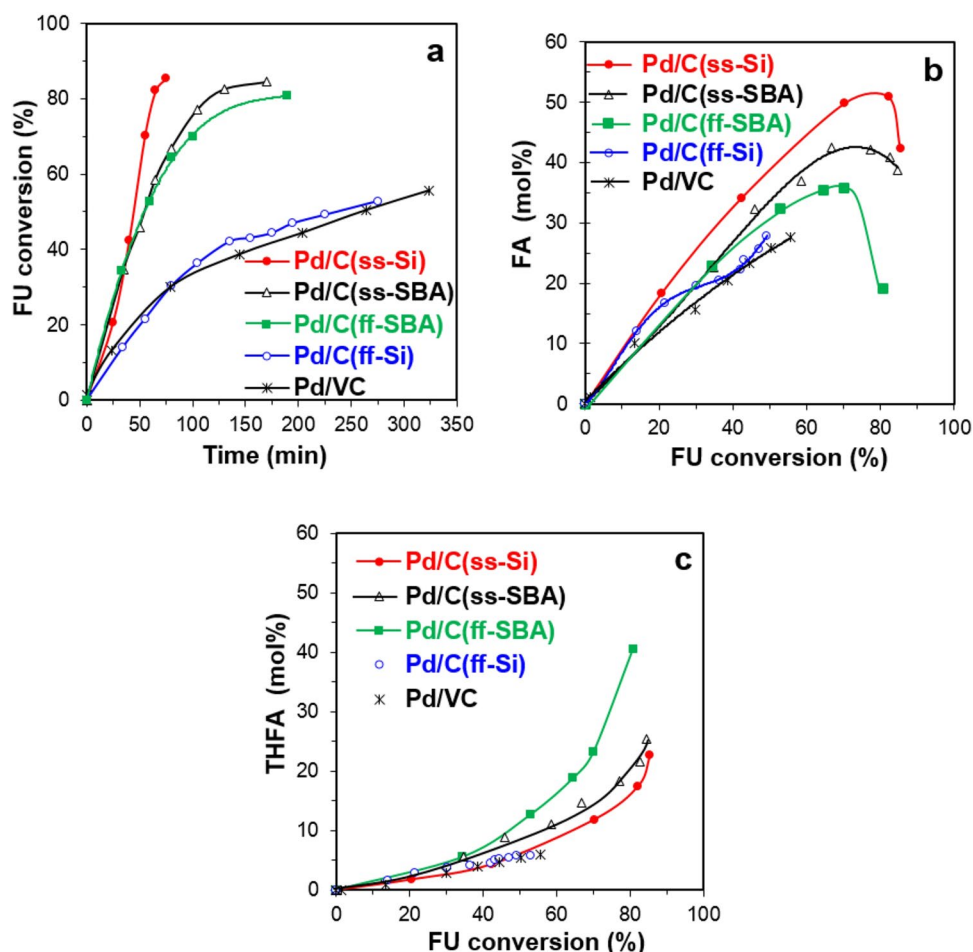 a
FU conversion (%)
100
80
60
40
20
0
Pd/C(ss-Si)
Pd/C(ss-SBA)
Pd/C(ff-SBA)
Pd/C(ff-Si)
Pd/VC
0 50 100 150 200 250 300 350
Time (min)
b
FA (mol%)
60
50
40
30
20
10
0
Pd/C(ss-Si)
Pd/C(ss-SBA)
Pd/C(ff-SBA)
Pd/C(ff-Si)
Pd/VC
0 20 40 60 80 100
FU conversion (%)
c
THFA (mol%)
60
50
40
30
20
10
0
Pd/C(ss-Si)
Pd/C(ss-SBA)
Pd/C(ff-SBA)
Pd/C(ff-Si)
Pd/VC
0 20 40 60 80 100
FU conversion (%)